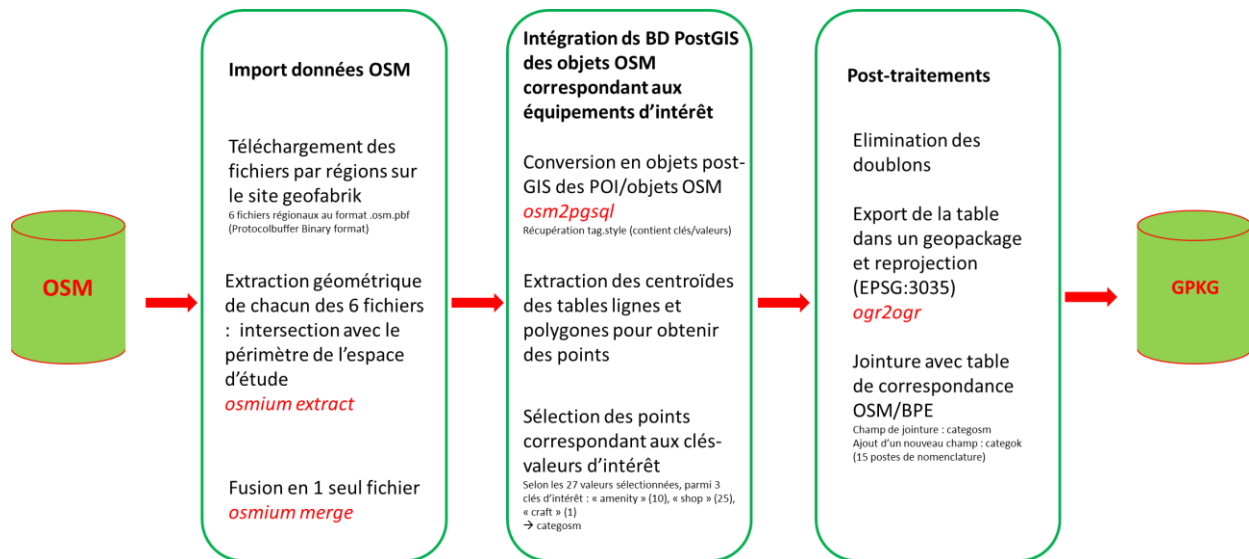 OSM
Import données OSM
Téléchargement des
fichiers par régions sur
le site geofabrik
6 fichiers régionaux au format .osm.pbf
(Protocolbuffer Binary format)
Extraction géométrique
de chacun des 6 fichiers
: intersection avec le
périmètre de l'espace
d'étude
osmium extract
Fusion en 1 seul fichier
osmium merge
Intégration ds BD PostGIS
des objets OSM
correspondant aux
équipements d'intérêt
Conversion en objets post-
GIS des POI/objets OSM
osm2pgsql
Récupération tag.style (contient clés/valeurs)
Extraction des centroïdes
des tables lignes et
polygones pour obtenir
des points
Sélection des points
correspondant aux clés-
valeurs d'intérêt
Selon les 27 valeurs sélectionnées, parmi 3
clés d'intérêt : « amenity » (10), « shop » (25),
« craft » (1)
→ categosm
Post-traitements
Elimination des
doublons
Export de la table
dans un geopackage
et reprojection
(EPSG:3035)
ogr2ogr
Jointure avec table
de correspondance
OSM/BPE
Champ de jointure : categosm
Ajout d'un nouveau champ : categok
(15 postes de nomenclature)
GPKG